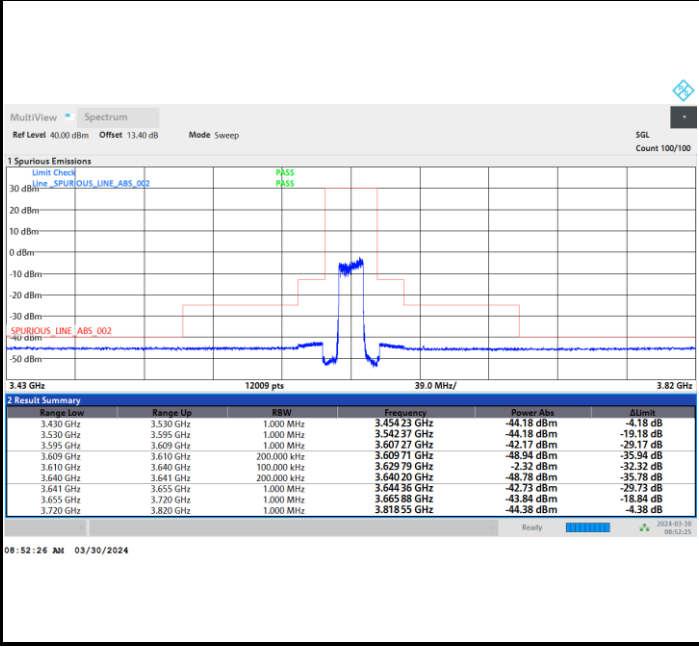 MultiView Spectrum
Ref Level 40.00 dBm Offset 13.40 dB Mode Sweep SGL
Count 100/100
1 Spurious Emissions
Limit Check PASS
Line _SPURIOUS_LINE_ABS_002 PASS
30 dBm
20 dBm
10 dBm
0 dBm
-10 dBm
-20 dBm
-30 dBm
_SPURIOUS_LINE_ABS_002
-40 dBm
-50 dBm
3.43 GHz 12009 pts 39.0 MHz/ 3.82 GHz
2 Result Summary
Range Low Range Up RBW Frequency Power Abs ΔLimit
3.430 GHz 3.530 GHz 1.000 MHz 3.454 23 GHz -44.18 dBm -4.18 dB
3.530 GHz 3.595 GHz 1.000 MHz 3.542 37 GHz -44.18 dBm -19.18 dB
3.595 GHz 3.609 GHz 1.000 MHz 3.607 27 GHz -42.17 dBm -29.17 dB
3.609 GHz 3.610 GHz 200.000 kHz 3.609 71 GHz -48.94 dBm -35.94 dB
3.610 GHz 3.640 GHz 100.000 kHz 3.629 79 GHz -2.32 dBm -32.32 dB
3.640 GHz 3.641 GHz 200.000 kHz 3.640 20 GHz -48.78 dBm -35.78 dB
3.641 GHz 3.655 GHz 1.000 MHz 3.644 36 GHz -42.73 dBm -29.73 dB
3.655 GHz 3.720 GHz 1.000 MHz 3.665 88 GHz -43.84 dBm -18.84 dB
3.720 GHz 3.820 GHz 1.000 MHz 3.818 55 GHz -44.38 dBm -4.38 dB
Ready 2024-03-30
08:52:25
08:52:26 AM 03/30/2024